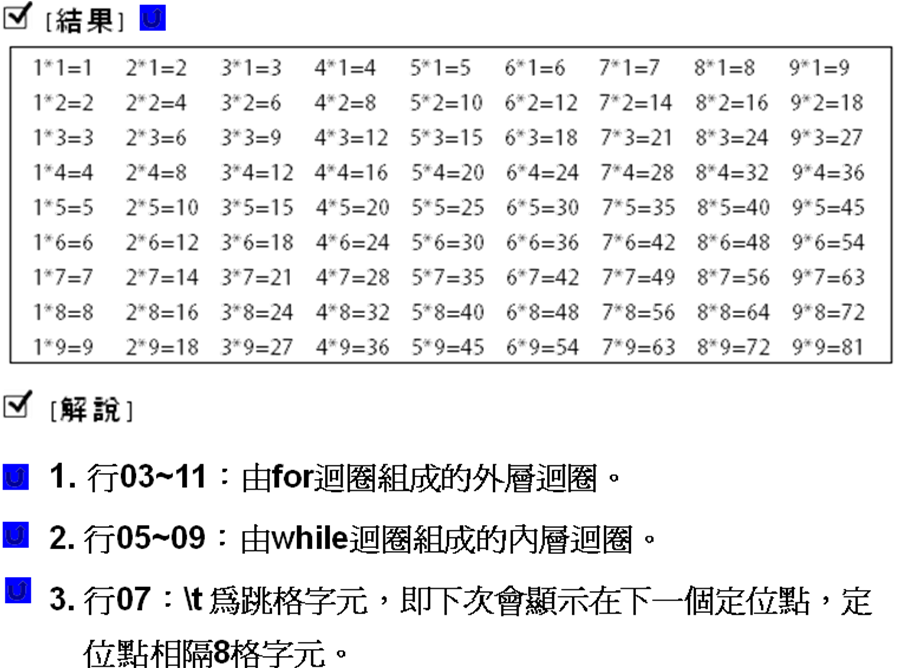 [結果]
1*1=1 2*1=2 3*1=3 4*1=4 5*1=5 6*1=6 7*1=7 8*1=8 9*1=9
1*2=2 2*2=4 3*2=6 4*2=8 5*2=10 6*2=12 7*2=14 8*2=16 9*2=18
1*3=3 2*3=6 3*3=9 4*3=12 5*3=15 6*3=18 7*3=21 8*3=24 9*3=27
1*4=4 2*4=8 3*4=12 4*4=16 5*4=20 6*4=24 7*4=28 8*4=32 9*4=36
1*5=5 2*5=10 3*5=15 4*5=20 5*5=25 6*5=30 7*5=35 8*5=40 9*5=45
1*6=6 2*6=12 3*6=18 4*6=24 5*6=30 6*6=36 7*6=42 8*6=48 9*6=54
1*7=7 2*7=14 3*7=21 4*7=28 5*7=35 6*7=42 7*7=49 8*7=56 9*7=63
1*8=8 2*8=16 3*8=24 4*8=32 5*8=40 6*8=48 7*8=56 8*8=64 9*8=72
1*9=9 2*9=18 3*9=27 4*9=36 5*9=45 6*9=54 7*9=63 8*9=72 9*9=81
[解說]
1. 行03~11：由for迴圈組成的外層迴圈。
2. 行05~09：由while迴圈組成的內層迴圈。
3. 行07：\t 為跳格字元，即下次會顯示在下一個定位點，定
位點相隔8格字元。